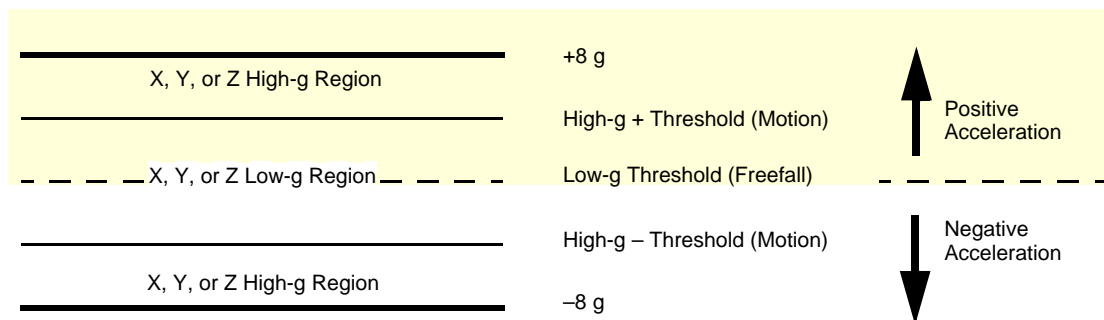 +8 g
X, Y, or Z High-g Region
High-g + Threshold (Motion)
Positive
Acceleration
X, Y, or Z Low-g Region
Low-g Threshold (Freefall)
High-g – Threshold (Motion)
Negative
Acceleration
X, Y, or Z High-g Region
–8 g